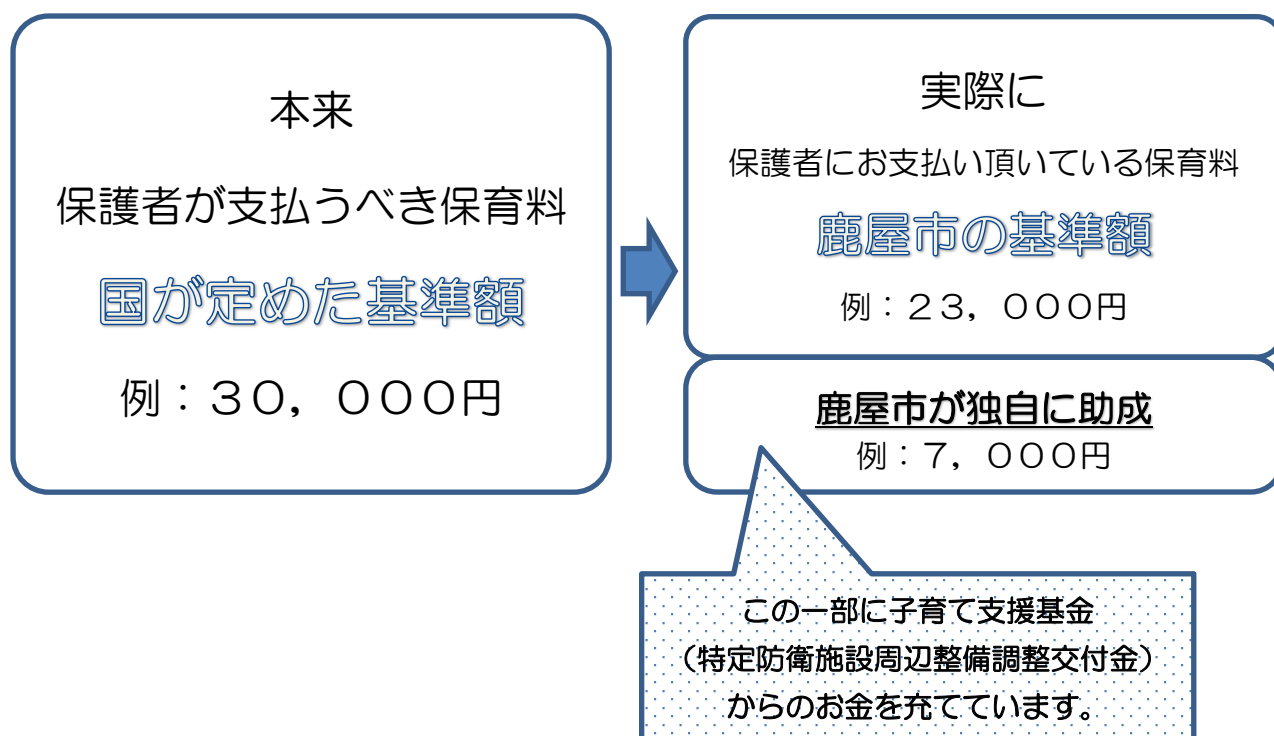 本来
保護者が支払うべき保育料
国が定めた基準額
例：３０，０００円
実際に
保護者にお支払い頂いている保育料
鹿屋市の基準額
例：２３，０００円
鹿屋市が独自に助成
例：７，０００円
この一部に子育て支援基金
（特定防衛施設周辺整備調整交付金）
からのお金を充てています。